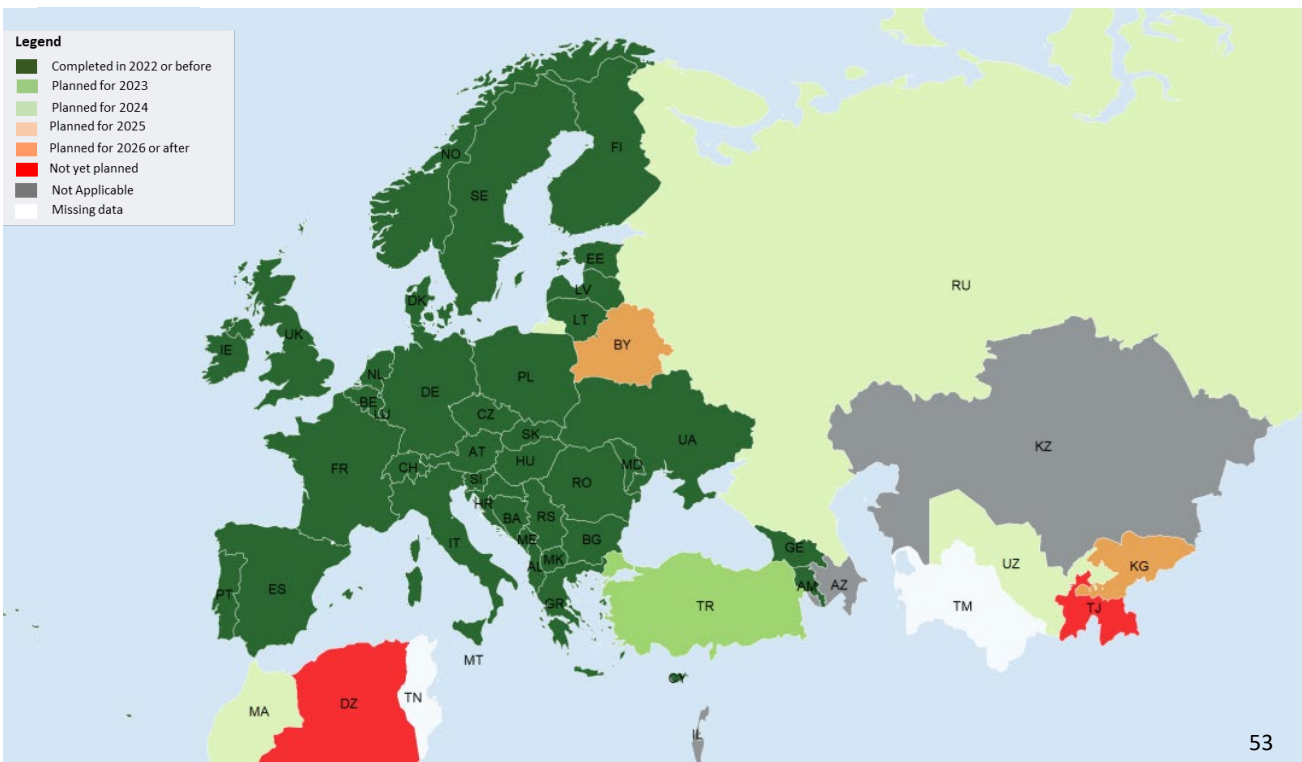 Legend
Completed in 2022 or before
Planned for 2023
Planned for 2024
Planned for 2025
Planned for 2026 or after
Not yet planned
Not Applicable
Missing data
NO
FI
SE
EE
RU
LV
DK
LT
UK
BY
IE
NL
PL
DE
BE
LU
CZ
UA
SK
KZ
AT
HU
MD
FR
CH
SI
RO
HR
BA
RS
IT
ME
BG
GE
MK
AL
UZ
KG
ES
PT
AM
AZ
GR
TR
TM
TJ
MT
CY
TN
DZ
MA
IL
53